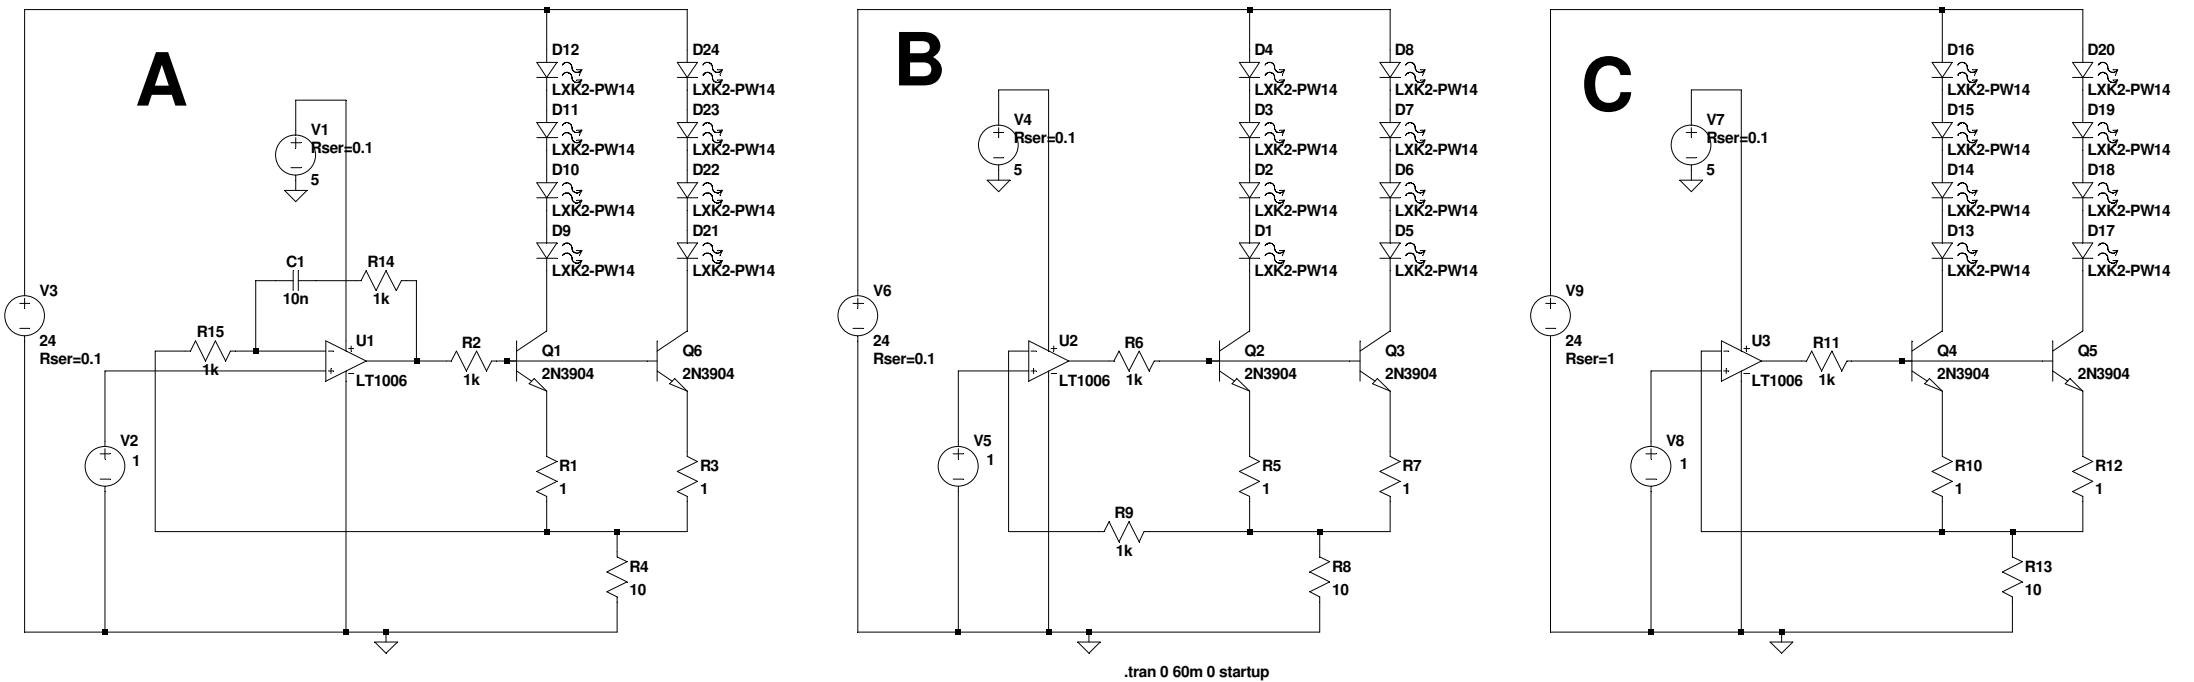 A
V1
Rser=0.1
5
V3
24
Rser=0.1
C1
10n
R14
1k
R15
1k
U1
LT1006
R2
1k
V2
1
D12
LXK2-PW14
D11
LXK2-PW14
D10
LXK2-PW14
D9
LXK2-PW14
D24
LXK2-PW14
D23
LXK2-PW14
D22
LXK2-PW14
D21
LXK2-PW14
Q1
2N3904
Q6
2N3904
R1
1
R3
1
R4
10
B
V4
Rser=0.1
5
V6
24
Rser=0.1
U2
LT1006
R6
1k
V5
1
D4
LXK2-PW14
D3
LXK2-PW14
D2
LXK2-PW14
D1
LXK2-PW14
D8
LXK2-PW14
D7
LXK2-PW14
D6
LXK2-PW14
D5
LXK2-PW14
Q2
2N3904
Q3
2N3904
R5
1
R7
1
R9
1k
R8
10
.tran 0 60m 0 startup
C
V7
Rser=0.1
5
V9
24
Rser=1
U3
LT1006
R11
1k
V8
1
D16
LXK2-PW14
D15
LXK2-PW14
D14
LXK2-PW14
D13
LXK2-PW14
D20
LXK2-PW14
D19
LXK2-PW14
D18
LXK2-PW14
D17
LXK2-PW14
Q4
2N3904
Q5
2N3904
R10
1
R12
1
R13
10